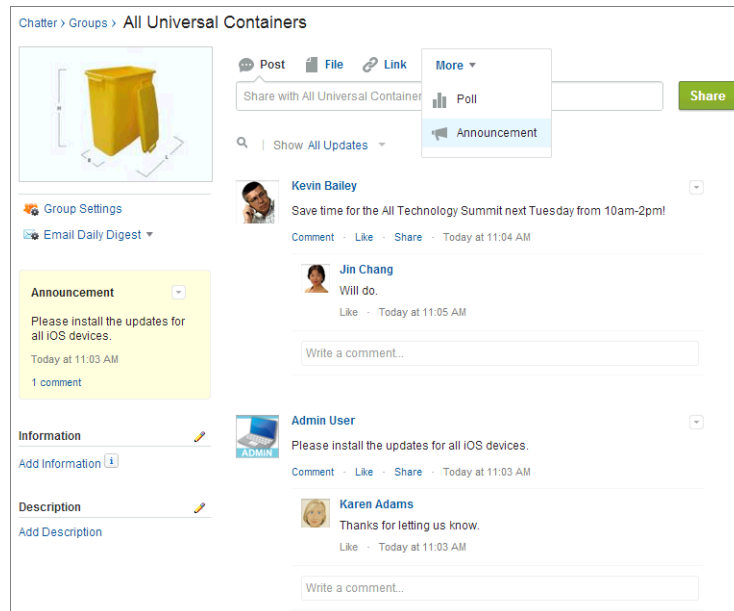 Chatter › Groups › All Universal Containers
H
B
L
Group Settings
Email Daily Digest
Announcement
Please install the updates for
all iOS devices.
Today at 11:03 AM
1 comment
Information
Add Information i
Description
Add Description
Post File Link More
Poll
Announcement
Share with All Universal Container
Share
Show All Updates
Kevin Bailey
Save time for the All Technology Summit next Tuesday from 10am-2pm!
Comment · Like · Share · Today at 11:04 AM
Jin Chang
Will do.
Like · Today at 11:05 AM
Write a comment...
ADMIN
Admin User
Please install the updates for all iOS devices.
Comment · Like · Share · Today at 11:03 AM
Karen Adams
Thanks for letting us know.
Like · Today at 11:03 AM
Write a comment...